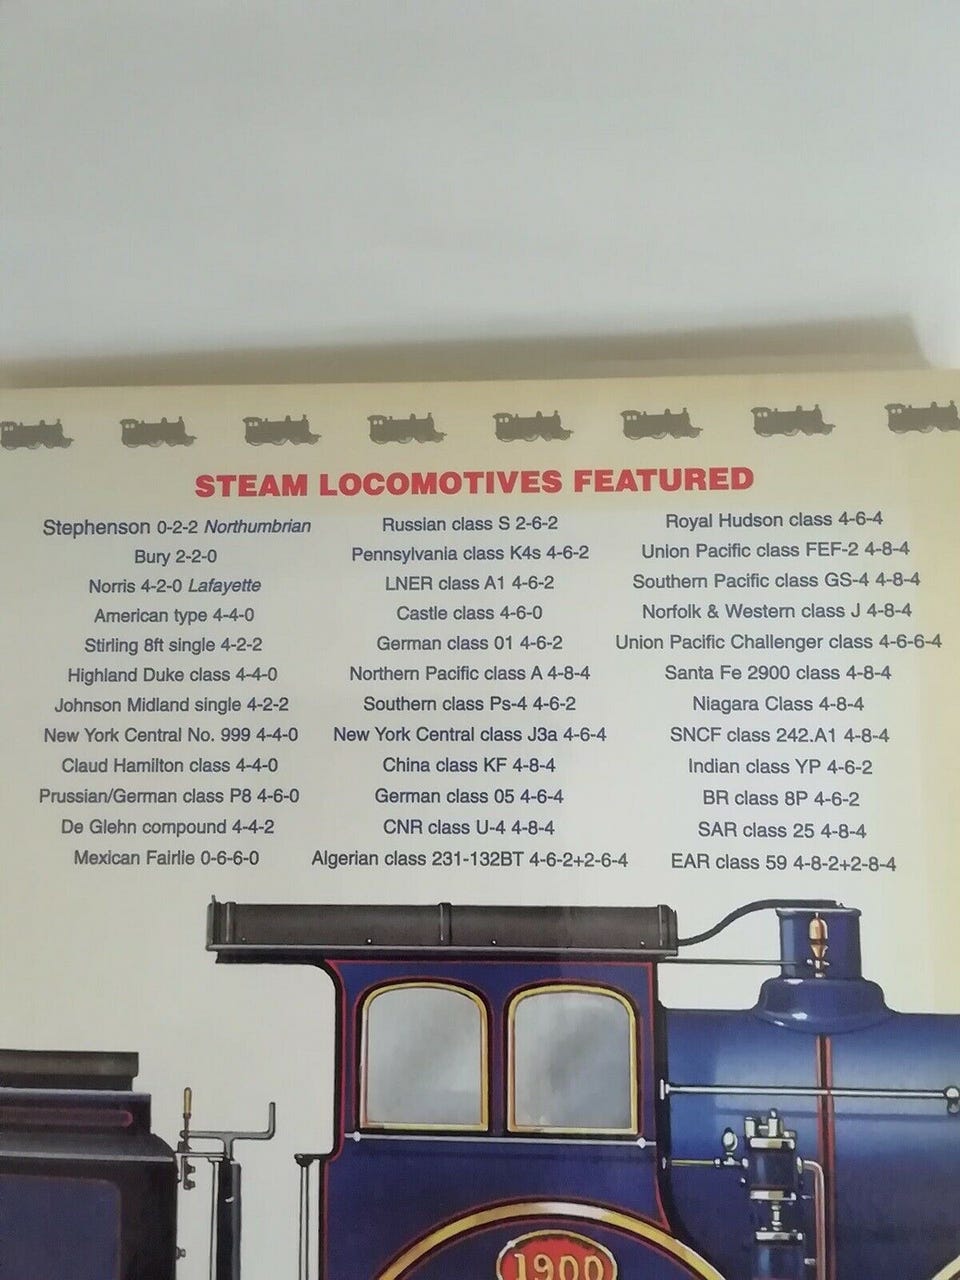 STEAM LOCOMOTIVES FEATURED
Stephenson 0-2-2 Northumbrian
Bury 2-2-0
Norris 4-2-0 Lafayette
American type 4-4-0
Stirling 8ft single 4-2-2
Highland Duke class 4-4-0
Johnson Midland single 4-2-2
New York Central No. 999 4-4-0
Claud Hamilton class 4-4-0
Prussian/German class P8 4-6-0
De Glehn compound 4-4-2
Mexican Fairlie 0-6-6-0
Russian class S 2-6-2
Pennsylvania class K4s 4-6-2
LNER class A1 4-6-2
Castle class 4-6-0
German class 01 4-6-2
Northern Pacific class A 4-8-4
Southern class Ps-4 4-6-2
New York Central class J3a 4-6-4
China class KF 4-8-4
German class 05 4-6-4
CNR class U-4 4-8-4
Algerian class 231-132BT 4-6-2+2-6-4
Royal Hudson class 4-6-4
Union Pacific class FEF-2 4-8-4
Southern Pacific class GS-4 4-8-4
Norfolk & Western class J 4-8-4
Union Pacific Challenger class 4-6-6-4
Santa Fe 2900 class 4-8-4
Niagara Class 4-8-4
SNCF class 242.A1 4-8-4
Indian class YP 4-6-2
BR class 8P 4-6-2
SAR class 25 4-8-4
EAR class 59 4-8-2+2-8-4
1900